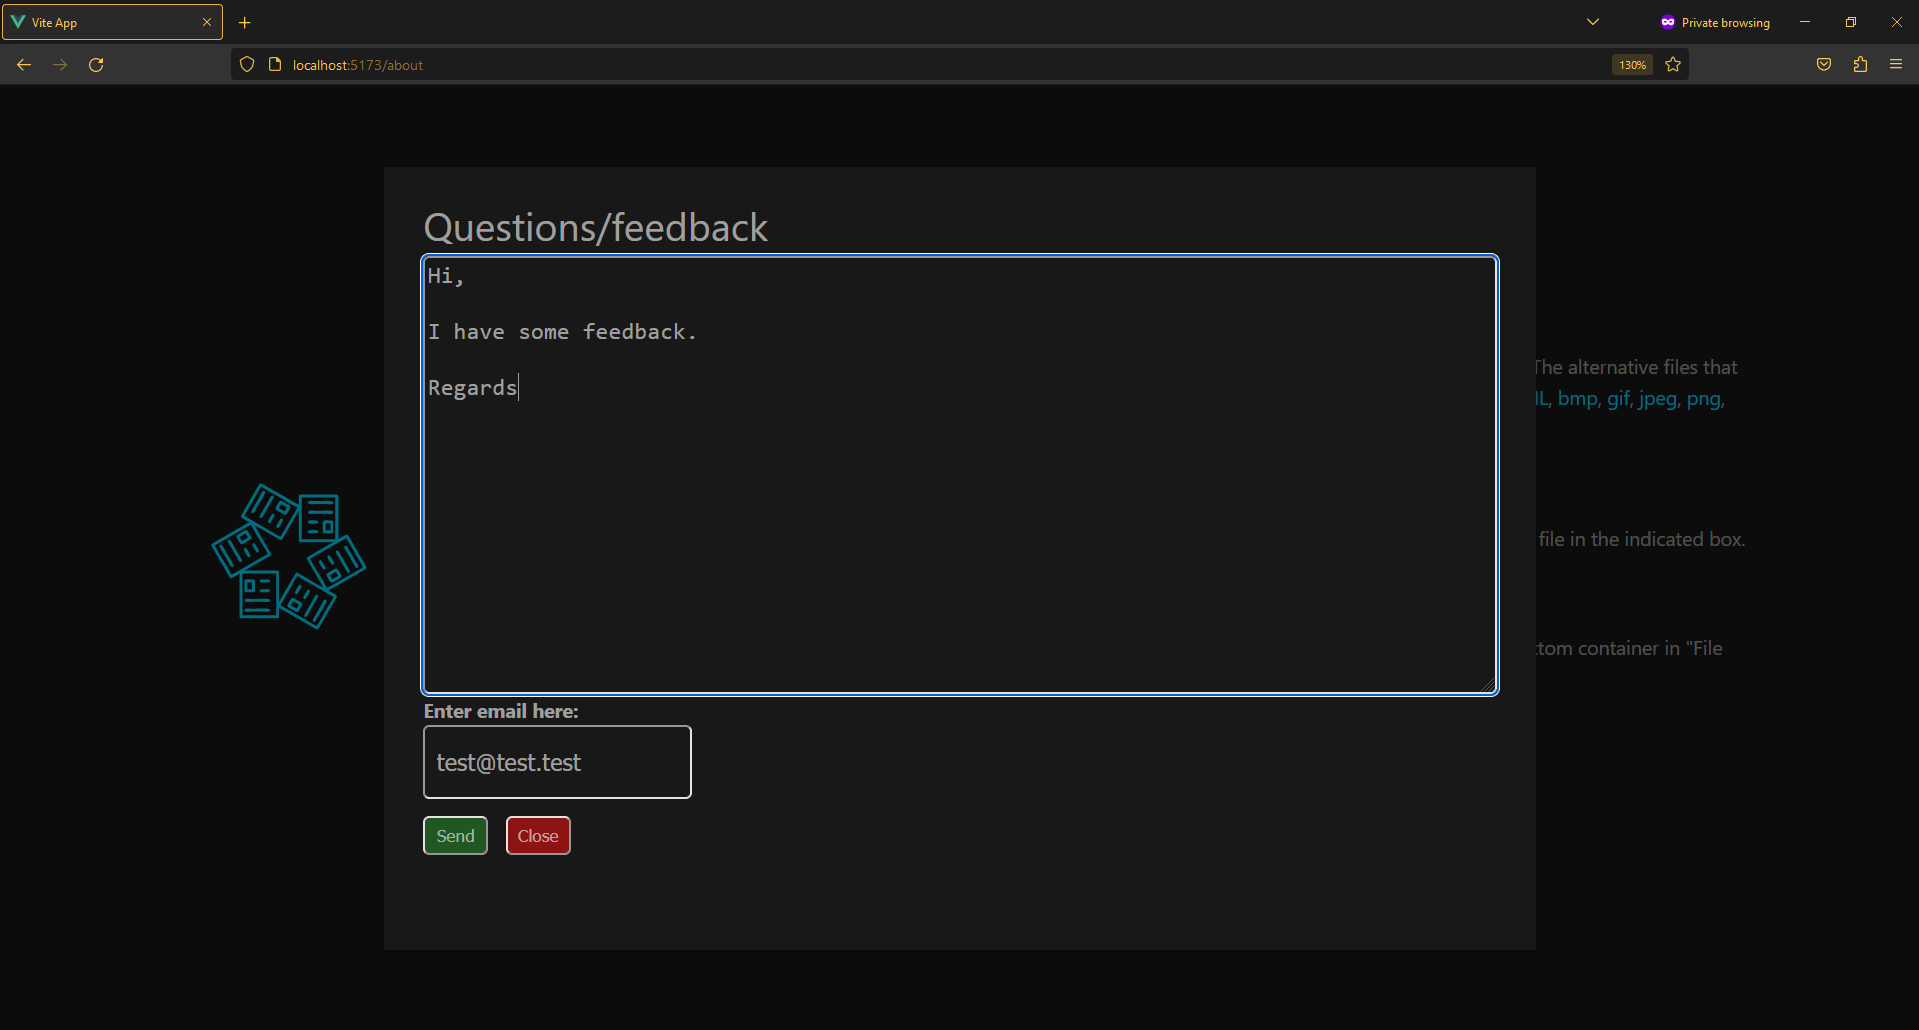 Vite App
Private browsing
localhost:5173/about
130%
Questions/feedback
Hi,
I have some feedback.
Regards
The alternative files that
bmp, gif, jpeg, png,
file in the indicated box.
container in "File
Enter email here:
test@test.test
Send
Close